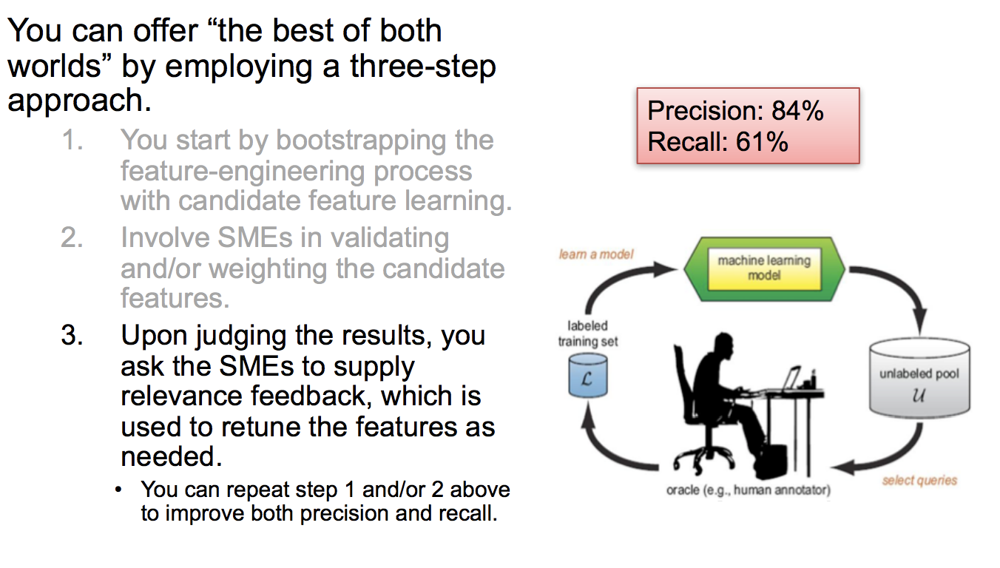 You can offer “the best of both
worlds” by employing a three-step
approach.
1. You start by bootstrapping the
feature-engineering process
with candidate feature learning.
2. Involve SMEs in validating
and/or weighting the candidate
features.
3. Upon judging the results, you
ask the SMEs to supply
relevance feedback, which is
used to retune the features as
needed.
• You can repeat step 1 and/or 2 above
to improve both precision and recall.
Precision: 84%
Recall: 61%
learn a model
machine learning
model
labeled
training set
ℒ
unlabeled pool
𝒰
select queries
oracle (e.g., human annotator)